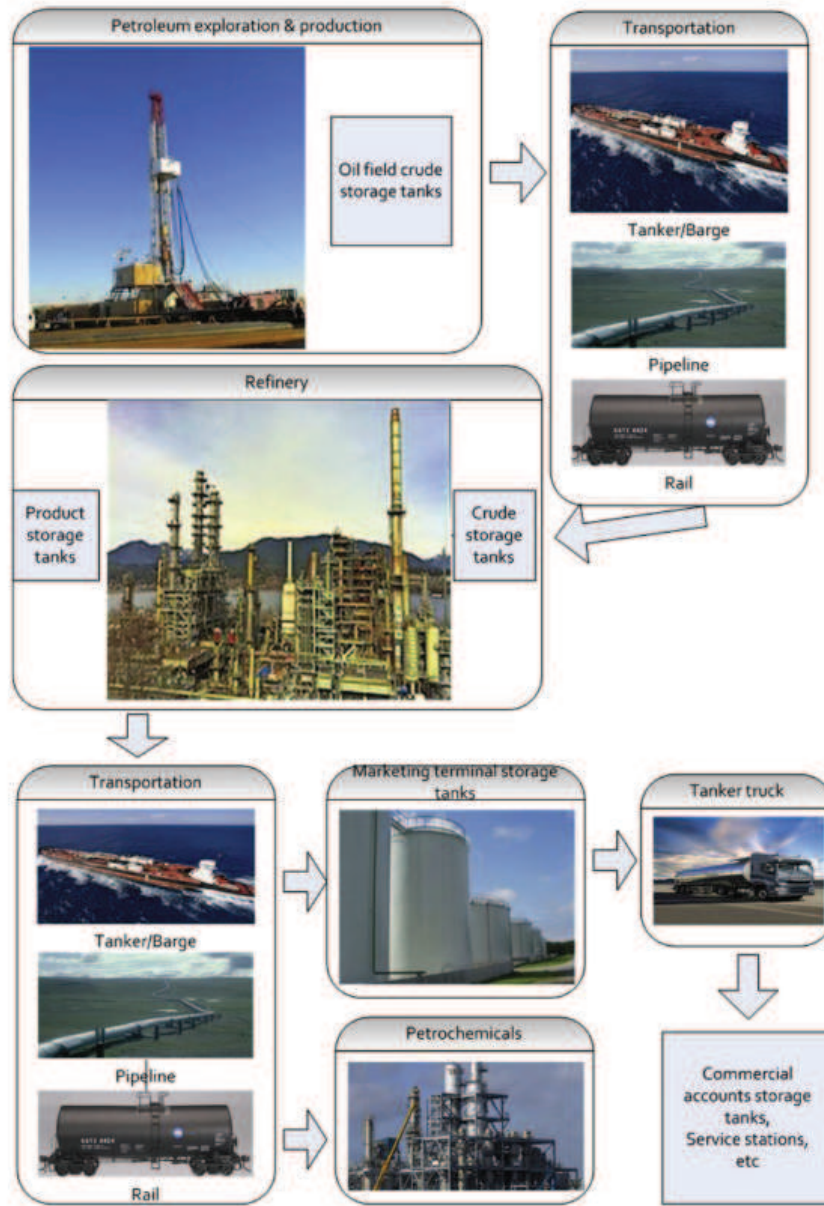 Petroleum exploration & production
Oil field crude
storage tanks
Transportation
Tanker/Barge
Pipeline
Rail
Refinery
Product
storage
tanks
Crude
storage
tanks
Transportation
Tanker/Barge
Pipeline
Rail
Marketing terminal storage
tanks
Petrochemicals
Tanker truck
Commercial
accounts storage
tanks,
Service stations,
etc